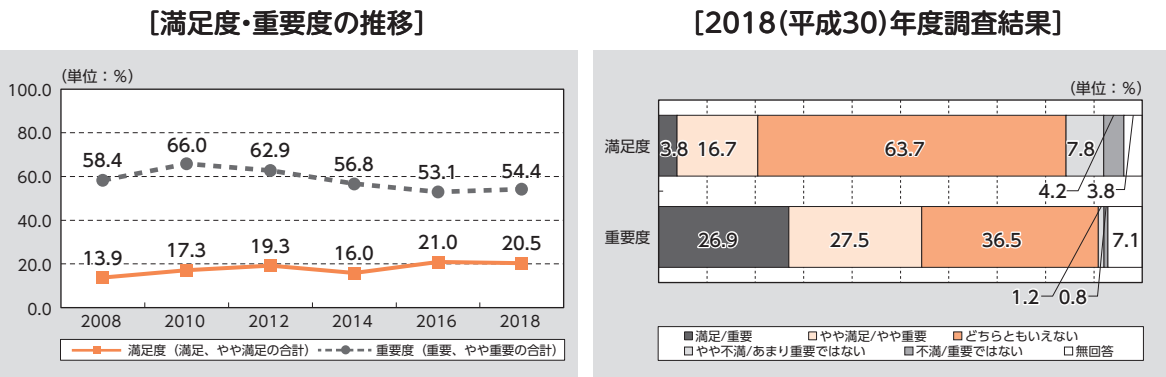 [満足度・重要度の推移]
(単位：%)
100.0
80.0
60.0
40.0
20.0
0.0
58.4
66.0
62.9
56.8
53.1
54.4
13.9
17.3
19.3
16.0
21.0
20.5
2008 2010 2012 2014 2016 2018
満足度（満足、やや満足の合計） 重要度（重要、やや重要の合計）
[2018(平成30)年度調査結果]
(単位：%)
満足度 3.8 16.7 63.7 7.8
4.2 3.8
重要度 26.9 27.5 36.5 7.1
1.2 0.8
満足/重要 やや満足/やや重要 どちらともいえない
やや不満/あまり重要ではない 不満/重要ではない 無回答